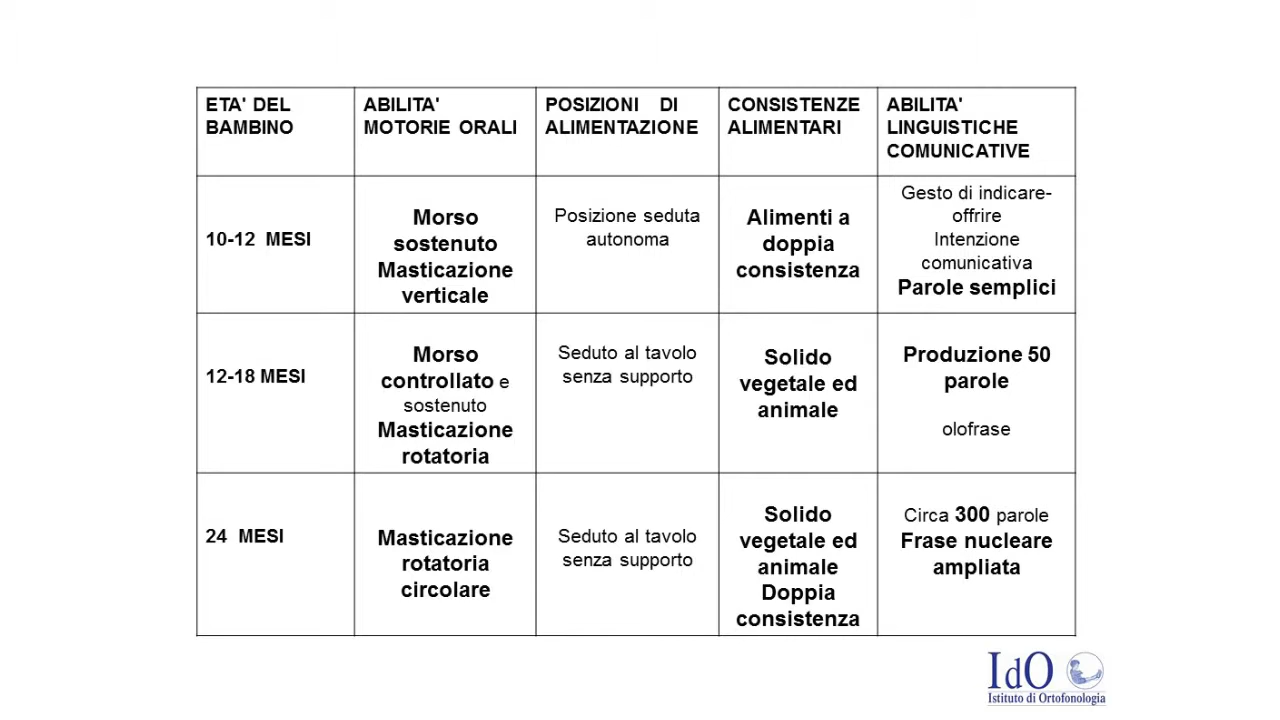 ETA' DEL BAMBINO
ABILITA' MOTORIE ORALI
POSIZIONI DI ALIMENTAZIONE
CONSISTENZE ALIMENTARI
ABILITA' LINGUISTICHE COMUNICATIVE
10-12 MESI
Morso
sostenuto
Masticazione
verticale
Posizione seduta
autonoma
Alimenti a
doppia
consistenza
Gesto di indicare-
offrire
Intenzione
comunicativa
Parole semplici
12-18 MESI
Morso
controllato e
sostenuto
Masticazione
rotatoria
Seduto al tavolo
senza supporto
Solido
vegetale ed
animale
Produzione 50
parole
olofrase
24 MESI
Masticazione
rotatoria
circolare
Seduto al tavolo
senza supporto
Solido
vegetale ed
animale
Doppia
consistenza
Circa 300 parole
Frase nucleare
ampliata
IdO
Istituto di Ortofonologia